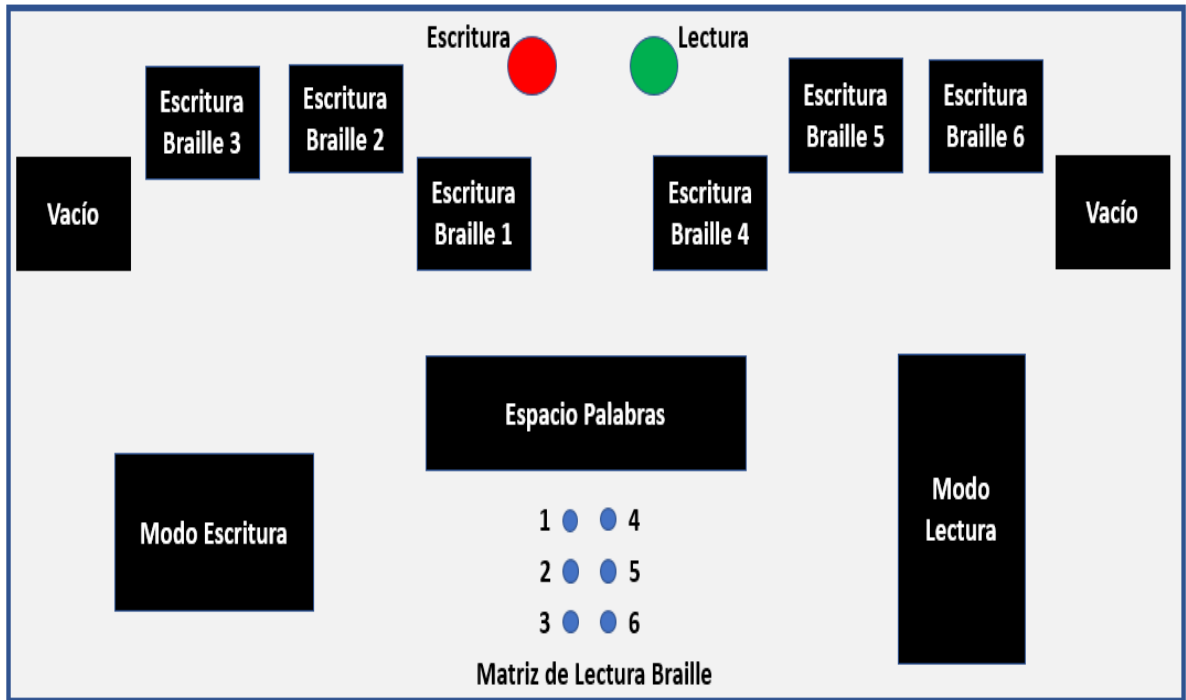 Escritura
Lectura
Escritura
Braille 3
Escritura
Braille 2
Escritura
Braille 5
Escritura
Braille 6
Vacío
Escritura
Braille 1
Escritura
Braille 4
Vacío
Espacio Palabras
Modo Escritura
Modo
Lectura
1 4
2 5
3 6
Matriz de Lectura Braille